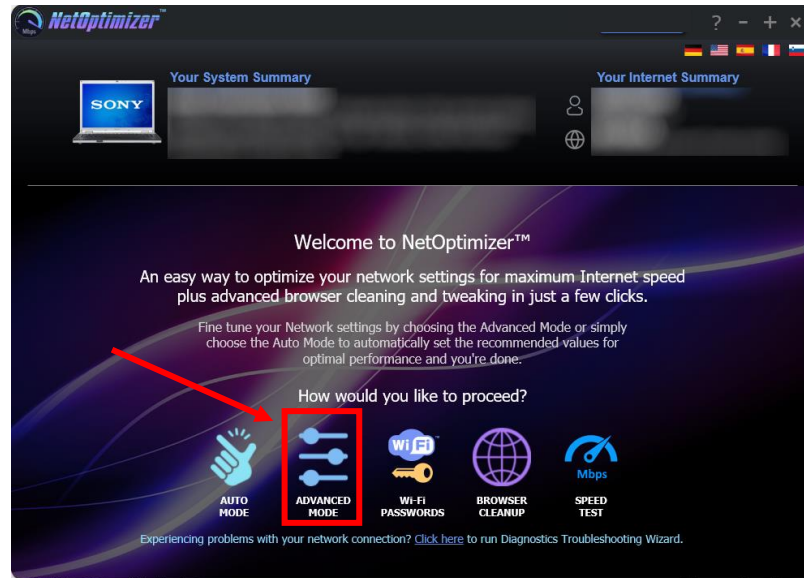 NetOptimizer™
Mbps
? - + ×
Your System Summary
Your Internet Summary
SONY
Welcome to NetOptimizer™
An easy way to optimize your network settings for maximum Internet speed
plus advanced browser cleaning and tweaking in just a few clicks.
Fine tune your Network settings by choosing the Advanced Mode or simply
choose the Auto Mode to automatically set the recommended values for
optimal performance and you're done.
How would you like to proceed?
WiFi
Mbps
AUTO
MODE
ADVANCED
MODE
Wi-Fi
PASSWORDS
BROWSER
CLEANUP
SPEED
TEST
Experiencing problems with your network connection? Click here to run Diagnostics Troubleshooting Wizard.